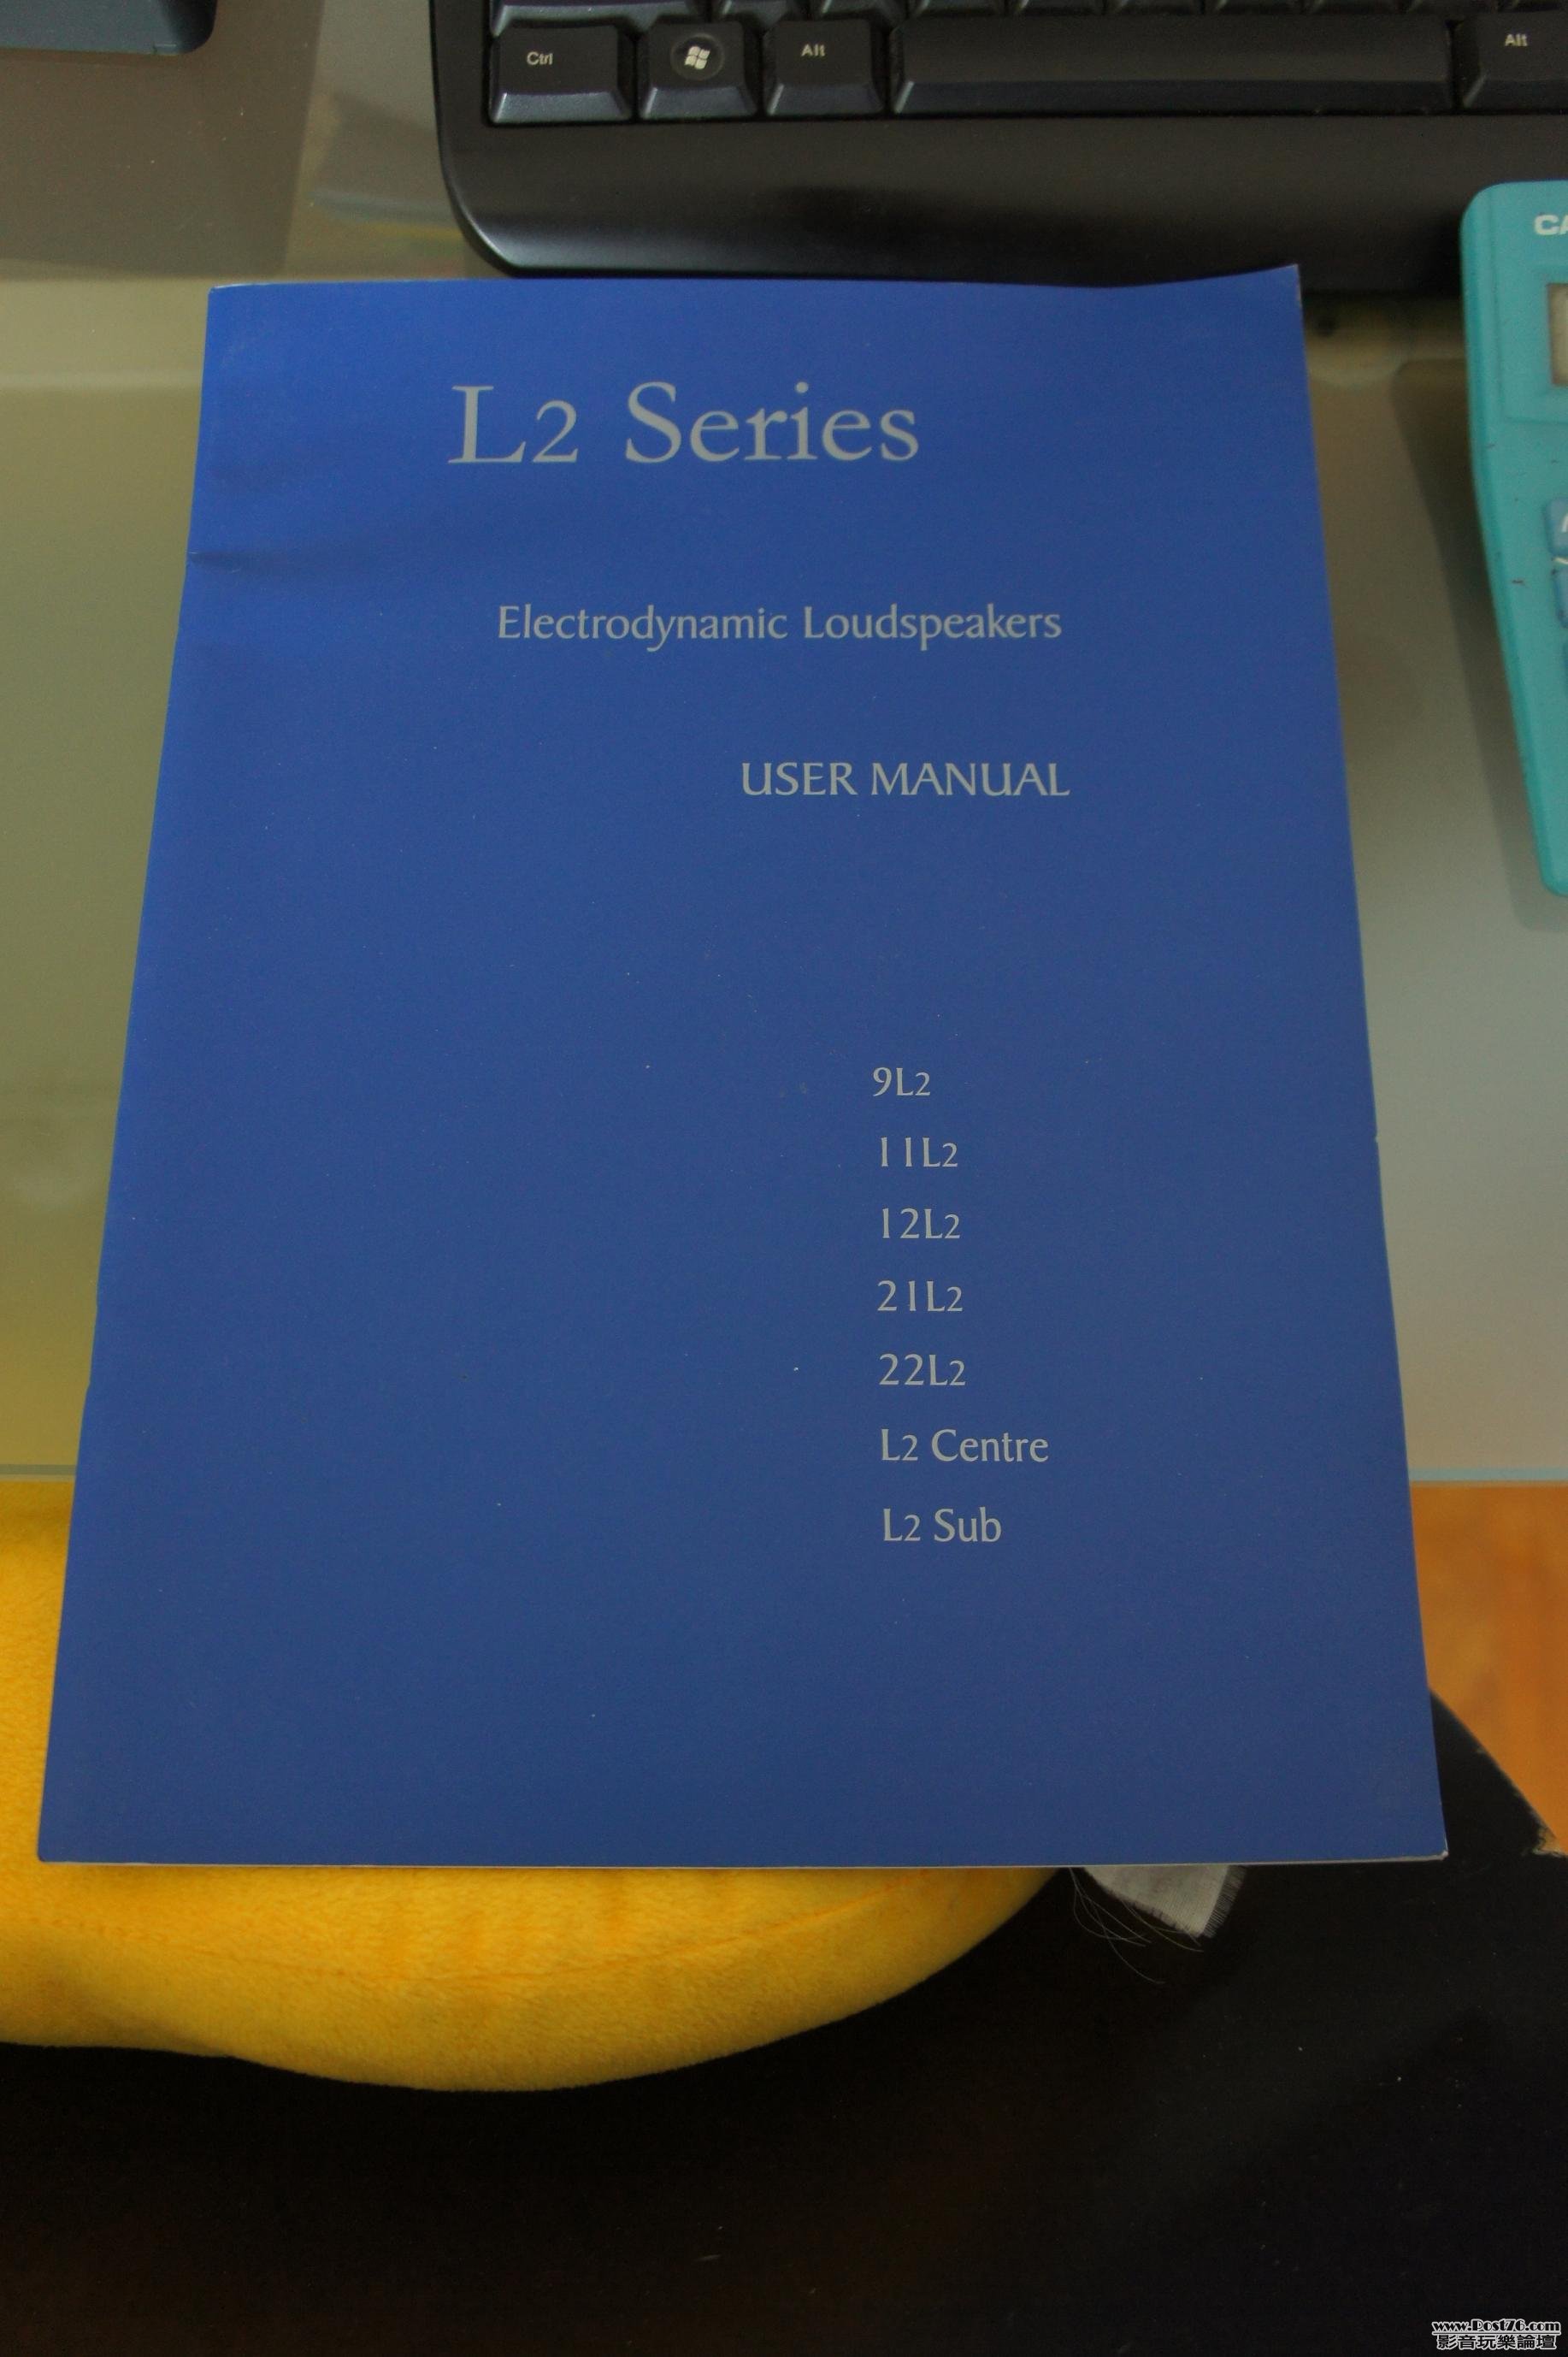 Ctrl
Alt
Alt
L2 Series
Electrodynamic Loudspeakers
USER MANUAL
9L2
11L2
12L2
21L2
22L2
L2 Centre
L2 Sub
www.Post76.com
影音玩樂論壇